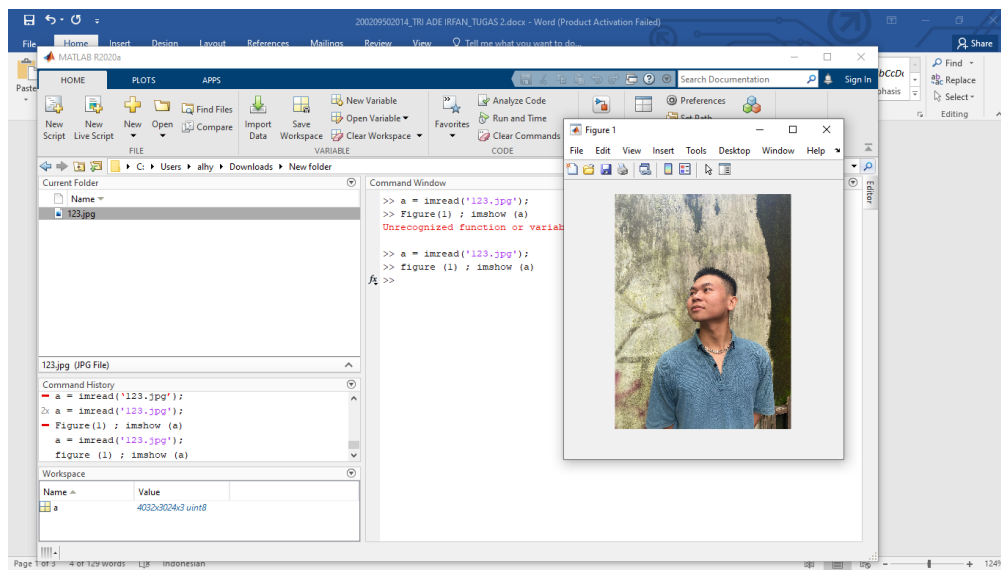 200209502014_TRI ADE IRFAN_TUGAS 2.docx - Word (Product Activation Failed)
File Home Insert Design Layout References Mailings Review View Tell me what you want to do... Share
Paste
Find
Replace
Select
Editing
MATLAB R2020a
HOME PLOTS APPS Search Documentation Sign In
New Script
New Live Script
New
Open
Find Files
Compare
FILE
Import Data
Save Workspace
New Variable
Open Variable
Clear Workspace
VARIABLE
Favorites
Analyze Code
Run and Time
Clear Commands
CODE
Preferences
Set Path
C: Users alhy Downloads New folder
Current Folder
Name
123.jpg
123.jpg (JPG File)
Command History
a = imread('123.jpg');
2x a = imread('123.jpg');
Figure(1) ; imshow (a)
a = imread('123.jpg');
figure (1) ; imshow (a)
Workspace
Name Value
a 4032x3024x3 uint8
Command Window
>> a = imread('123.jpg');
>> Figure(1) ; imshow (a)
Unrecognized function or variab
>> a = imread('123.jpg');
>> figure (1) ; imshow (a)
fx >>
Editor
Figure 1
File Edit View Insert Tools Desktop Window Help
Page 1 of 3 4 of 129 words Indonesian 124%